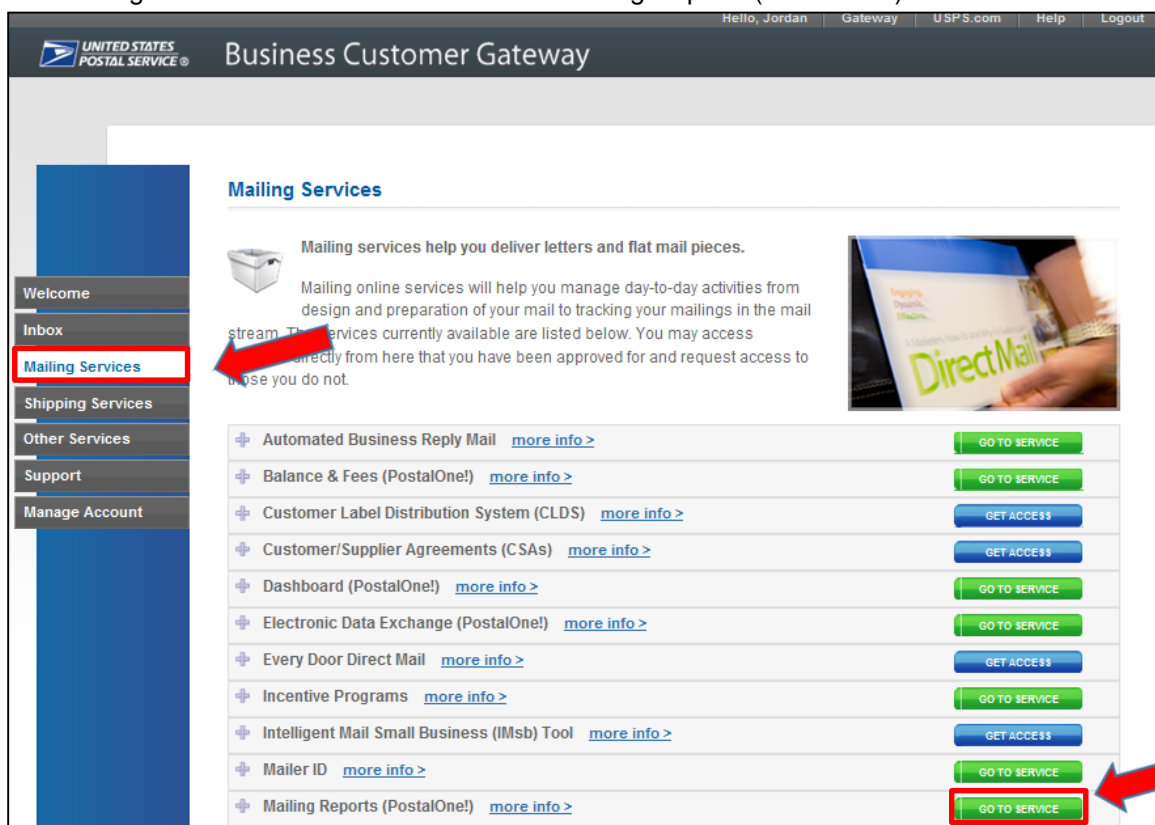 Hello, Jordan Gateway USPS.com Help Logout
UNITED STATES
POSTAL SERVICE ®
Business Customer Gateway
Mailing Services
Mailing services help you deliver letters and flat mail pieces.
Mailing online services will help you manage day-to-day activities from
design and preparation of your mail to tracking your mailings in the mail
stream. services currently available are listed below. You may access
directly from here that you have been approved for and request access to
those you do not.
Engaging
Dynamic
Effective
Direct Mail
Welcome
Inbox
Mailing Services
Shipping Services
Other Services
Support
Manage Account
Automated Business Reply Mail more info > GO TO SERVICE
Balance & Fees (PostalOne!) more info > GO TO SERVICE
Customer Label Distribution System (CLDS) more info > GET ACCESS
Customer/Supplier Agreements (CSAs) more info > GET ACCESS
Dashboard (PostalOne!) more info > GO TO SERVICE
Electronic Data Exchange (PostalOne!) more info > GO TO SERVICE
Every Door Direct Mail more info > GET ACCESS
Incentive Programs more info > GO TO SERVICE
Intelligent Mail Small Business (IMsb) Tool more info > GET ACCESS
Mailer ID more info > GO TO SERVICE
Mailing Reports (PostalOne!) more info > GO TO SERVICE